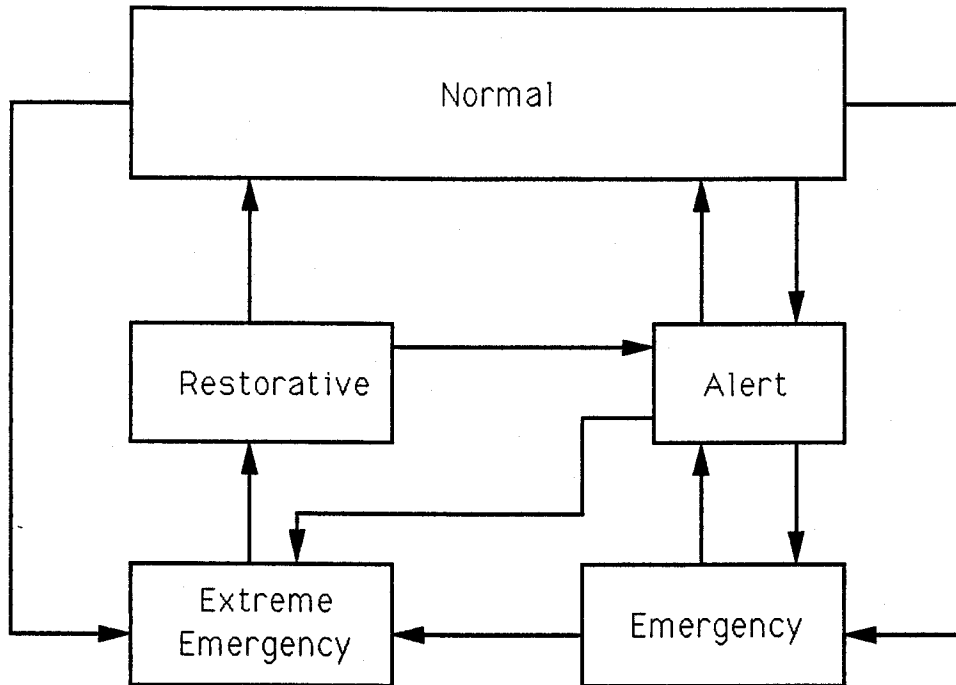 Normal
Restorative
Alert
Extreme
Emergency
Emergency